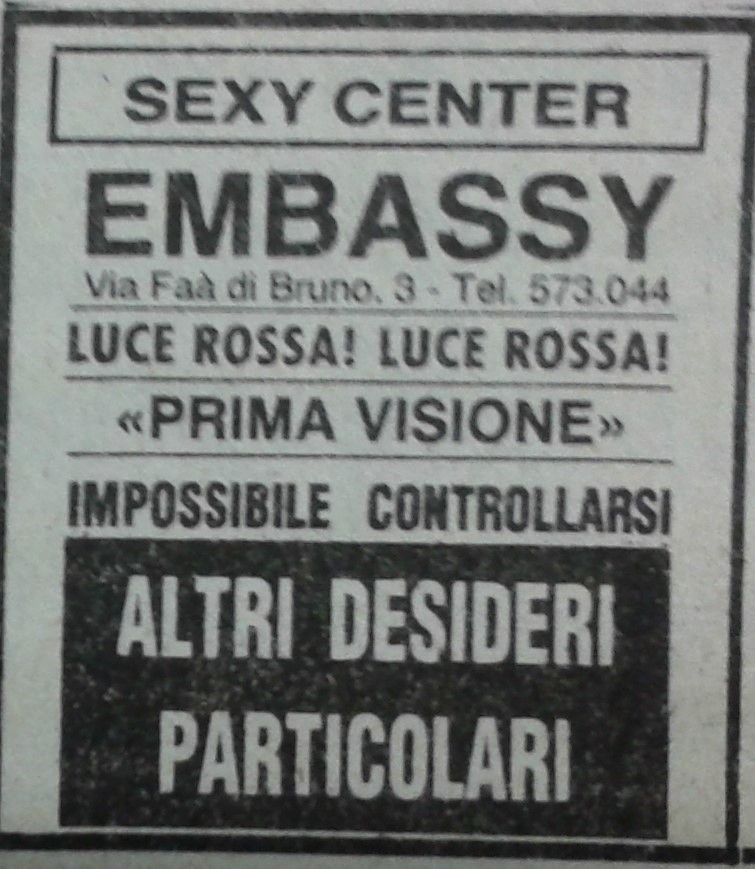 SEXY CENTER
EMBASSY
Via Faà di Bruno, 3 - Tel. 573.044
LUCE ROSSA! LUCE ROSSA!
«PRIMA VISIONE»
IMPOSSIBILE CONTROLLARSI
ALTRI DESIDERI
PARTICOLARI